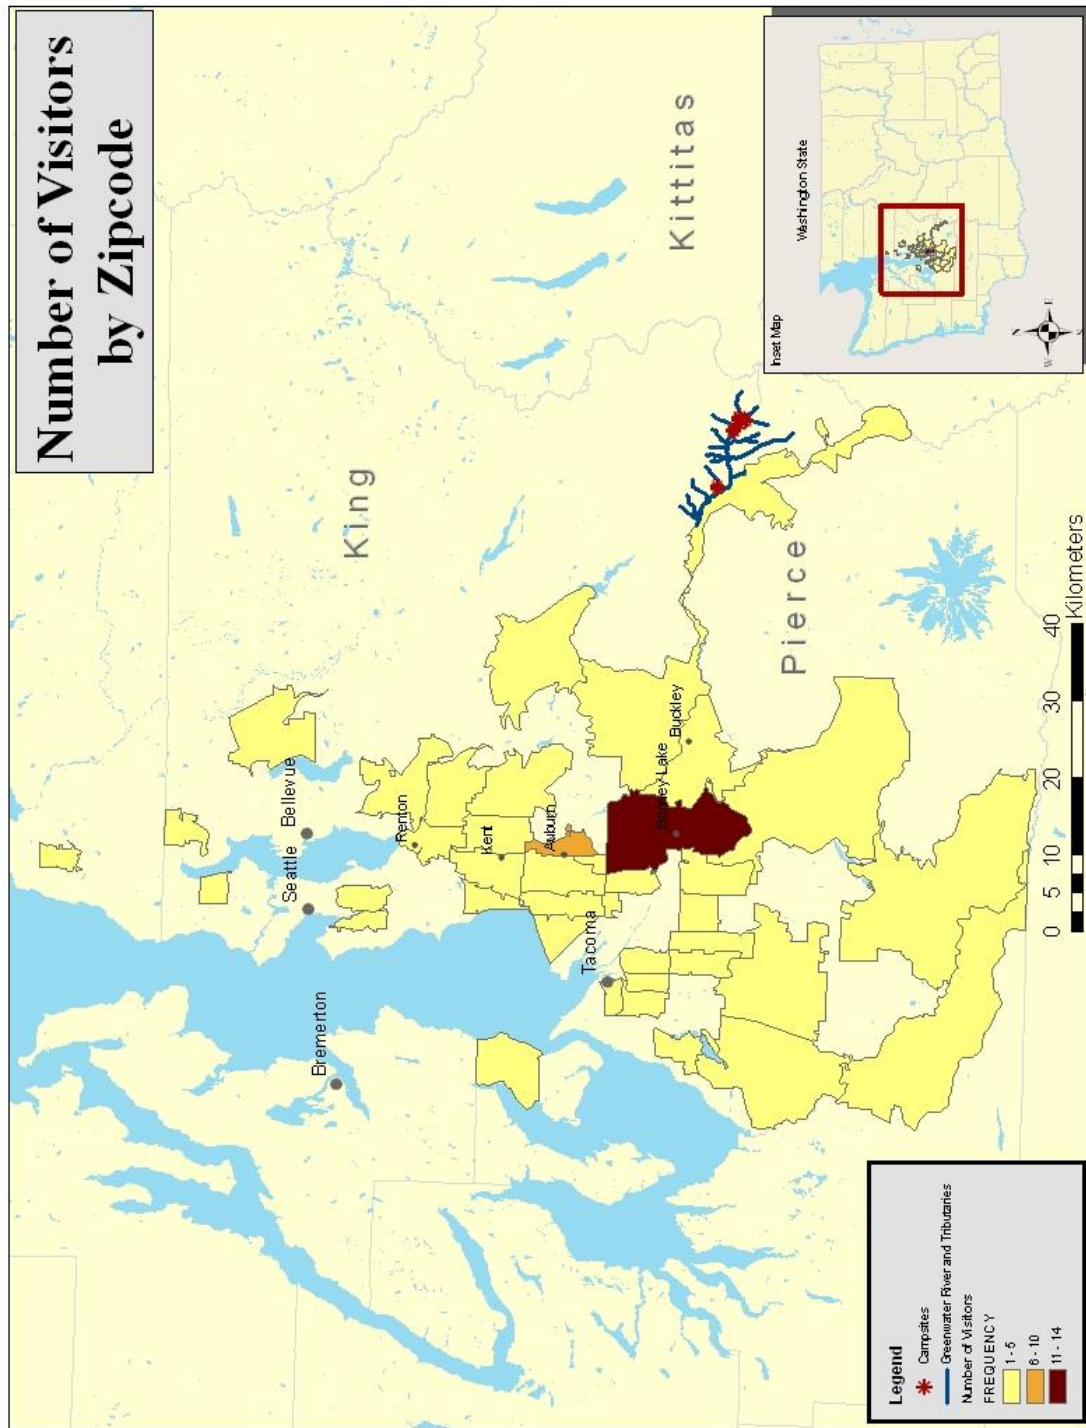 Number of Visitors
by Zipcode
Kittitas
King
Pierce
Seattle
Bellevue
Bremerton
Renton
Kent
Auburn
Tacoma
Bonney Lake
Buckley
Legend
Campsites
Greenwater River and Tributaries
Number of Visitors
FREQUENCY
1 - 5
6 - 10
11 - 14
0 5 10 20 30 40
Kilometers
Inset Map
Washington State
N
W E
S